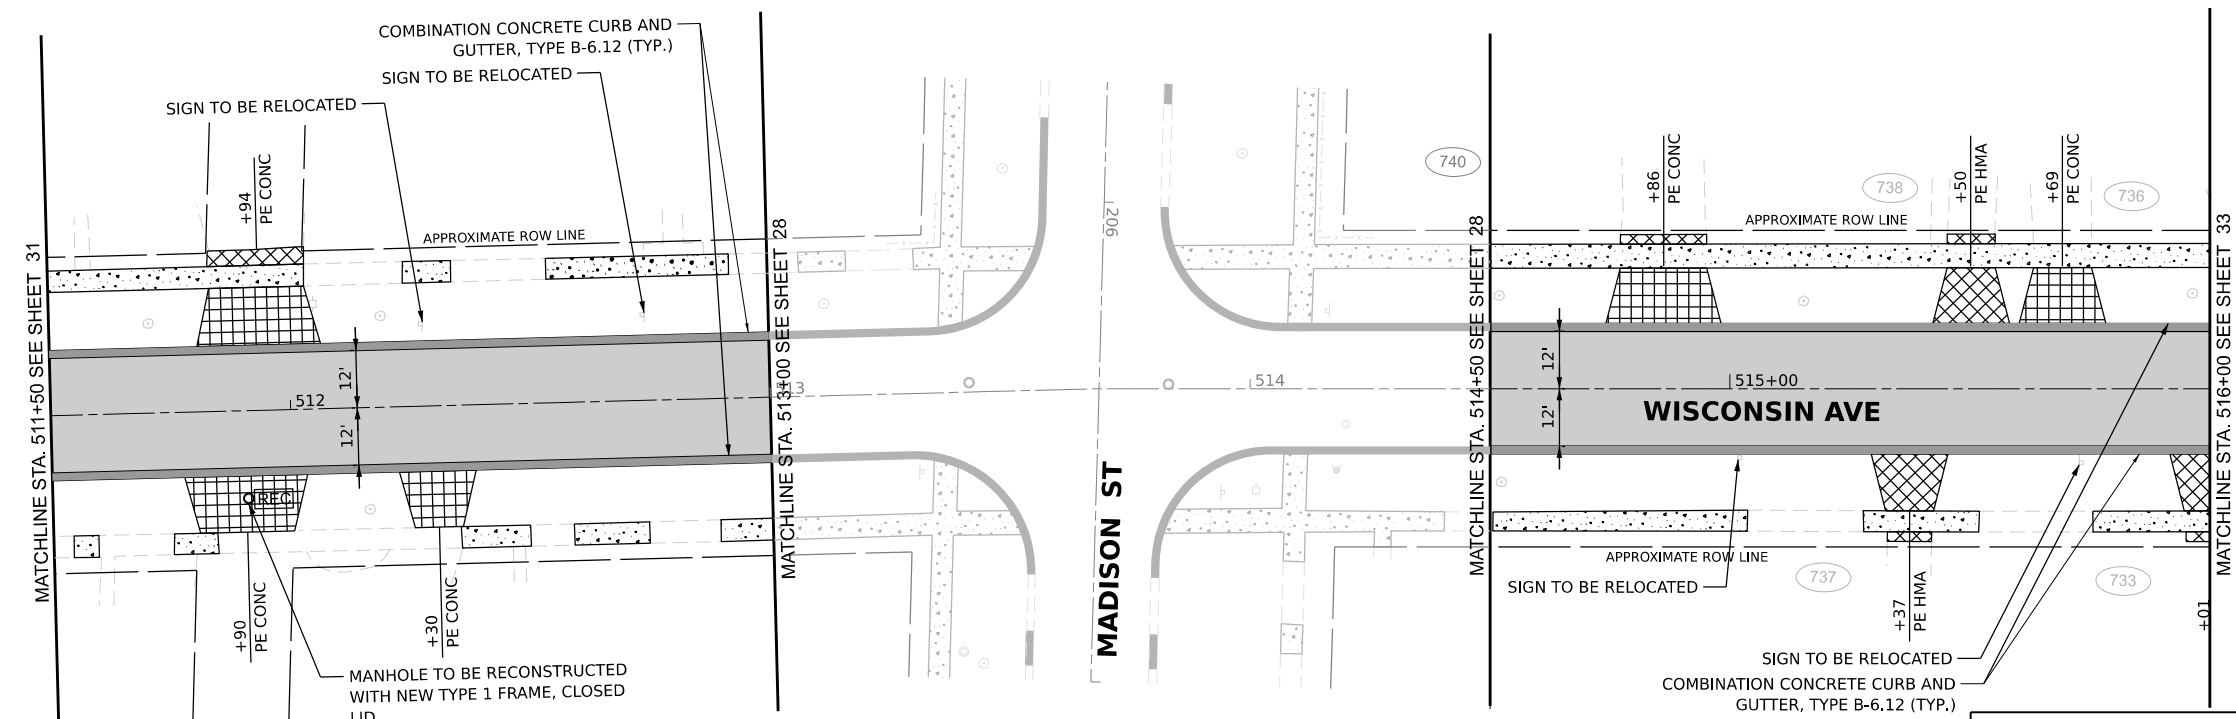 COMBINATION CONCRETE CURB AND
GUTTER, TYPE B-6.12 (TYP.)
SIGN TO BE RELOCATED
SIGN TO BE RELOCATED
MATCHLINE STA. 511+50 SEE SHEET 31
+94
PE CONC
APPROXIMATE ROW LINE
12'
12'
512
REC
+90
PE CONC
+30
PE CONC
MANHOLE TO BE RECONSTRUCTED
WITH NEW TYPE 1 FRAME, CLOSED
LID
MATCHLINE STA. 513+00 SEE SHEET 28
513
206
514
MADISON ST
740
MATCHLINE STA. 514+50 SEE SHEET 28
+86
PE CONC
738
+50
PE HMA
+69
PE CONC
736
APPROXIMATE ROW LINE
12'
12'
515+00
WISCONSIN AVE
APPROXIMATE ROW LINE
SIGN TO BE RELOCATED
737
+37
PE HMA
733
+01
SIGN TO BE RELOCATED
COMBINATION CONCRETE CURB AND
GUTTER, TYPE B-6.12 (TYP.)
MATCHLINE STA. 516+00 SEE SHEET 33